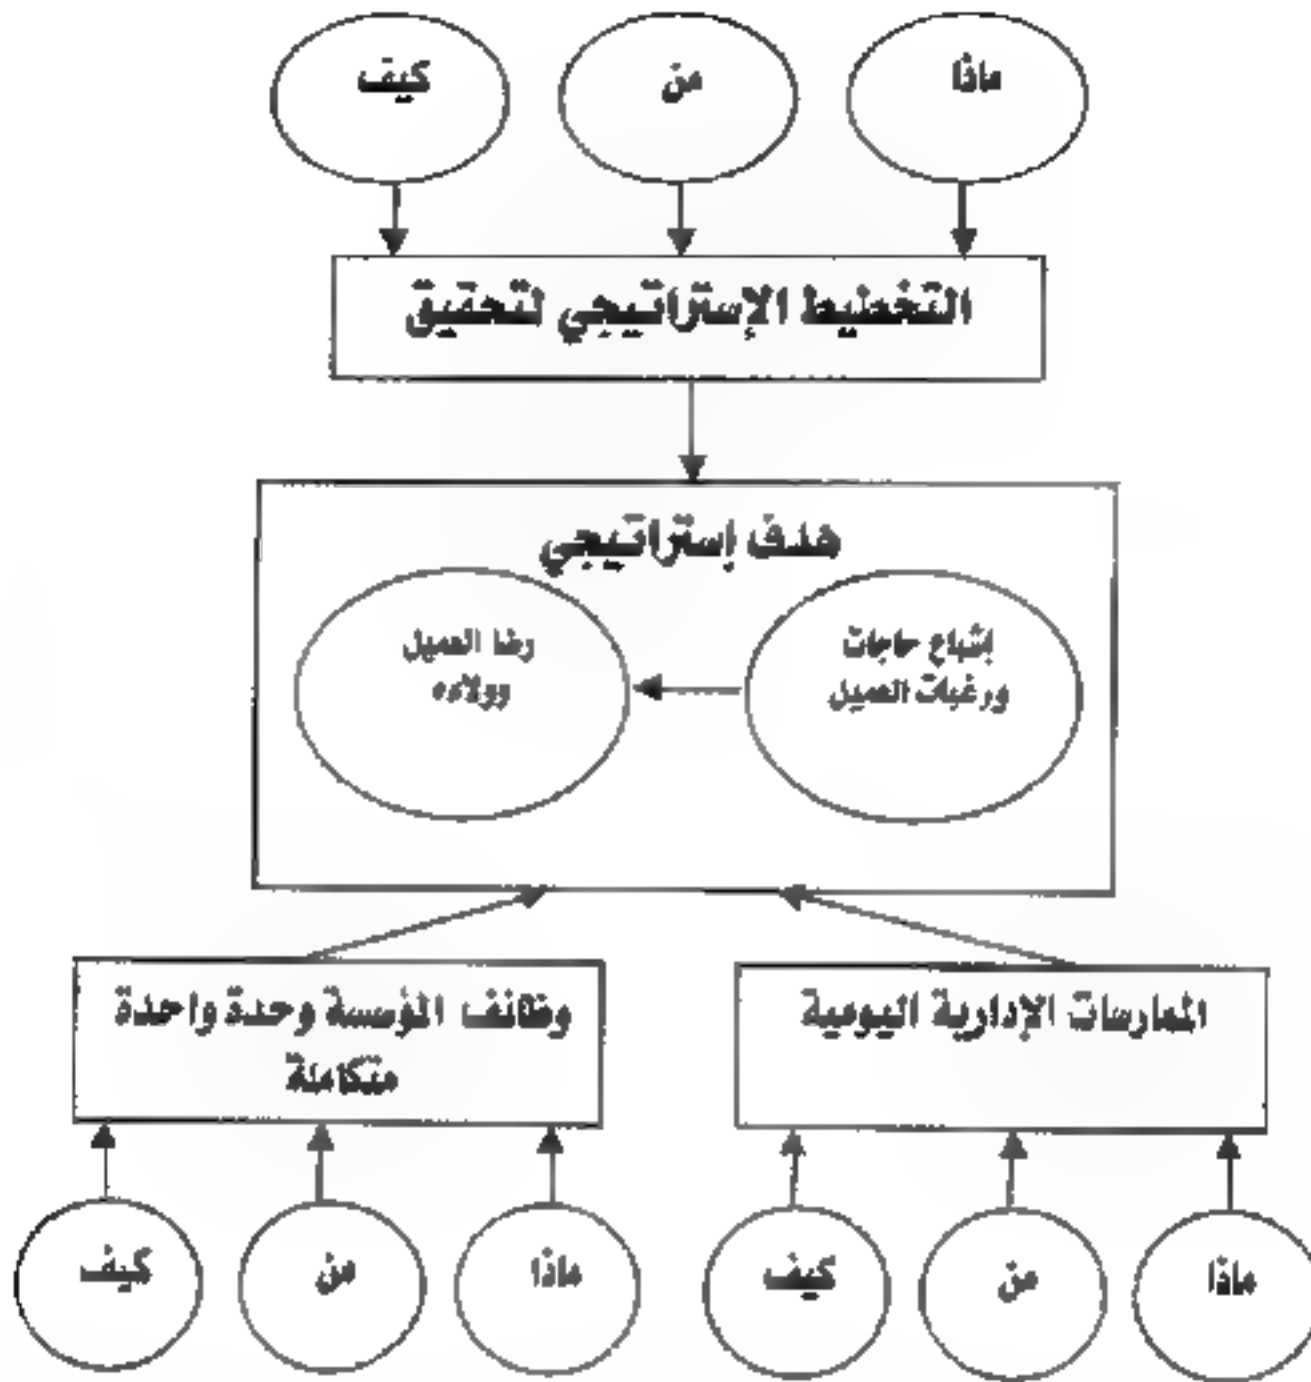 ماذا
من
كيف
التخطيط الإستراتيجي لتحقيق
هدف إستراتيجي
إشباع حاجات
ورغبات العميل
رضا العميل
وولاءه
الممارسات الإدارية اليومية
وظائف المؤسسة وحدة واحدة
متكاملة
ماذا
من
كيف
ماذا
من
كيف